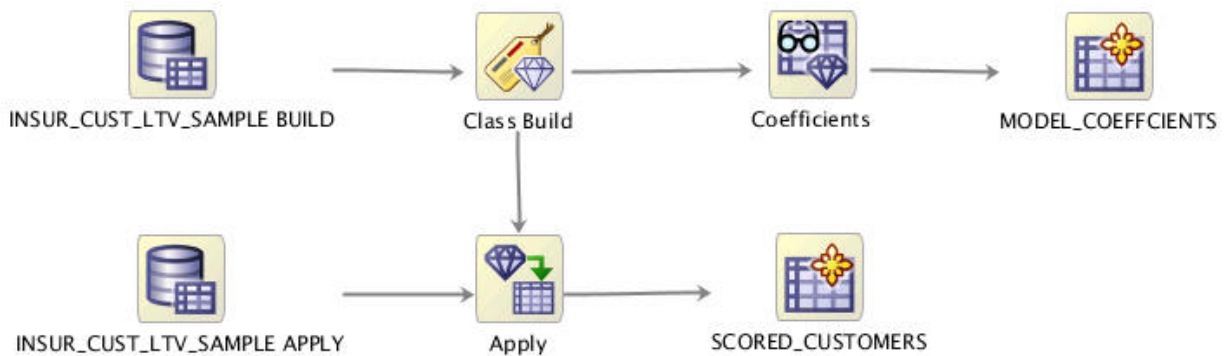 INSUR_CUST_LTV_SAMPLE BUILD
Class Build
Coefficients
MODEL_COEFFCIENTS
INSUR_CUST_LTV_SAMPLE APPLY
Apply
SCORED_CUSTOMERS